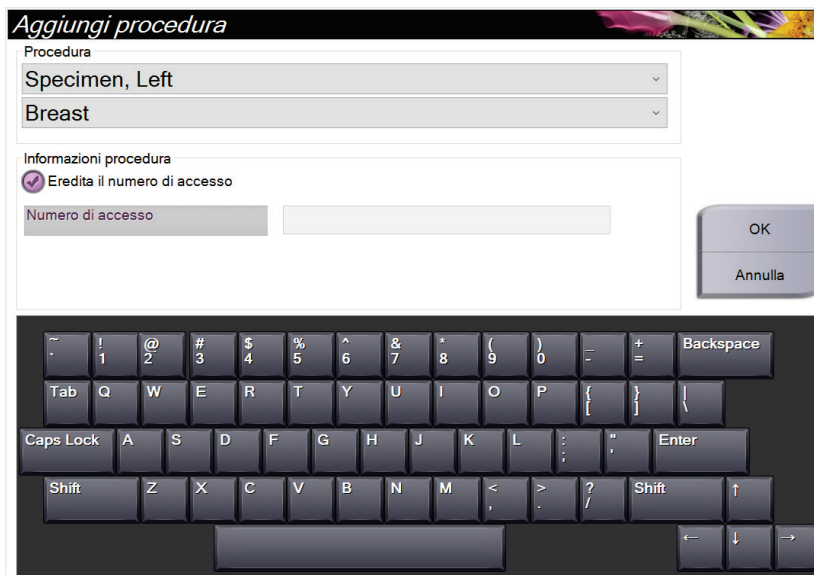 Aggiungi procedura
Procedura
Specimen, Left
Breast
Informazioni procedura
Eredita il numero di accesso
Numero di accesso
OK
Annulla
~ ! @ # $ % ^ & * ( ) _ + Backspace
` 1 2 3 4 5 6 7 8 9 0 - =
Tab Q W E R T Y U I O P { } |
[ ] \
Caps Lock A S D F G H J K L : " Enter
; '
Shift Z X C V B N M < > ? Shift ↑
, . /
← ↓ →